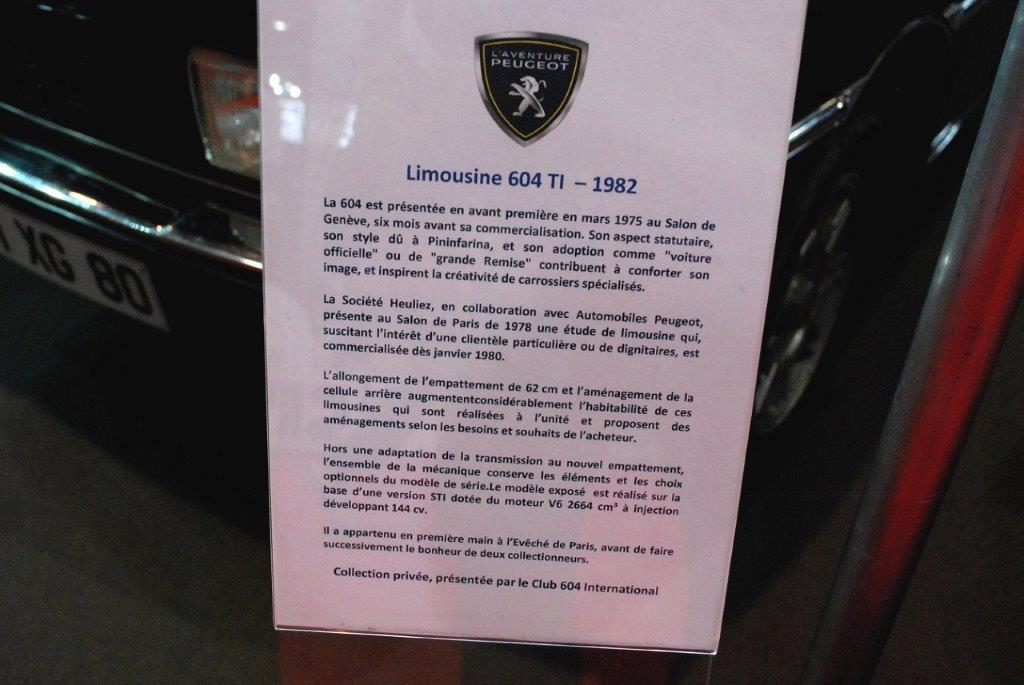 L'AVENTURE
PEUGEOT
Limousine 604 TI – 1982
La 604 est présentée en avant première en mars 1975 au Salon de
Genève, six mois avant sa commercialisation. Son aspect statutaire,
son style dû à Pininfarina, et son adoption comme "voiture
officielle" ou de "grande Remise" contribuent à conforter son
image, et inspirent la créativité de carrossiers spécialisés.
La Société Heuliez, en collaboration avec Automobiles Peugeot,
présente au Salon de Paris de 1978 une étude de limousine qui,
suscitant l'intérêt d'une clientèle particulière ou de dignitaires, est
commercialisée dès janvier 1980.
L'allongement de l'empattement de 62 cm et l'aménagement de la
cellule arrière augmententconsidérablement l'habitabilité de ces
limousines qui sont réalisées à l'unité et proposent des
aménagements selon les besoins et souhaits de l'acheteur.
Hors une adaptation de la transmission au nouvel empattement,
l'ensemble de la mécanique conserve les éléments et les choix
optionnels du modèle de série.Le modèle exposé est réalisé sur la
base d'une version STI dotée du moteur V6 2664 cm³ à injection
développant 144 cv.
Il a appartenu en première main à l'Evêché de Paris, avant de faire
successivement le bonheur de deux collectionneurs.
Collection privée, présentée par le Club 604 International
XG 80